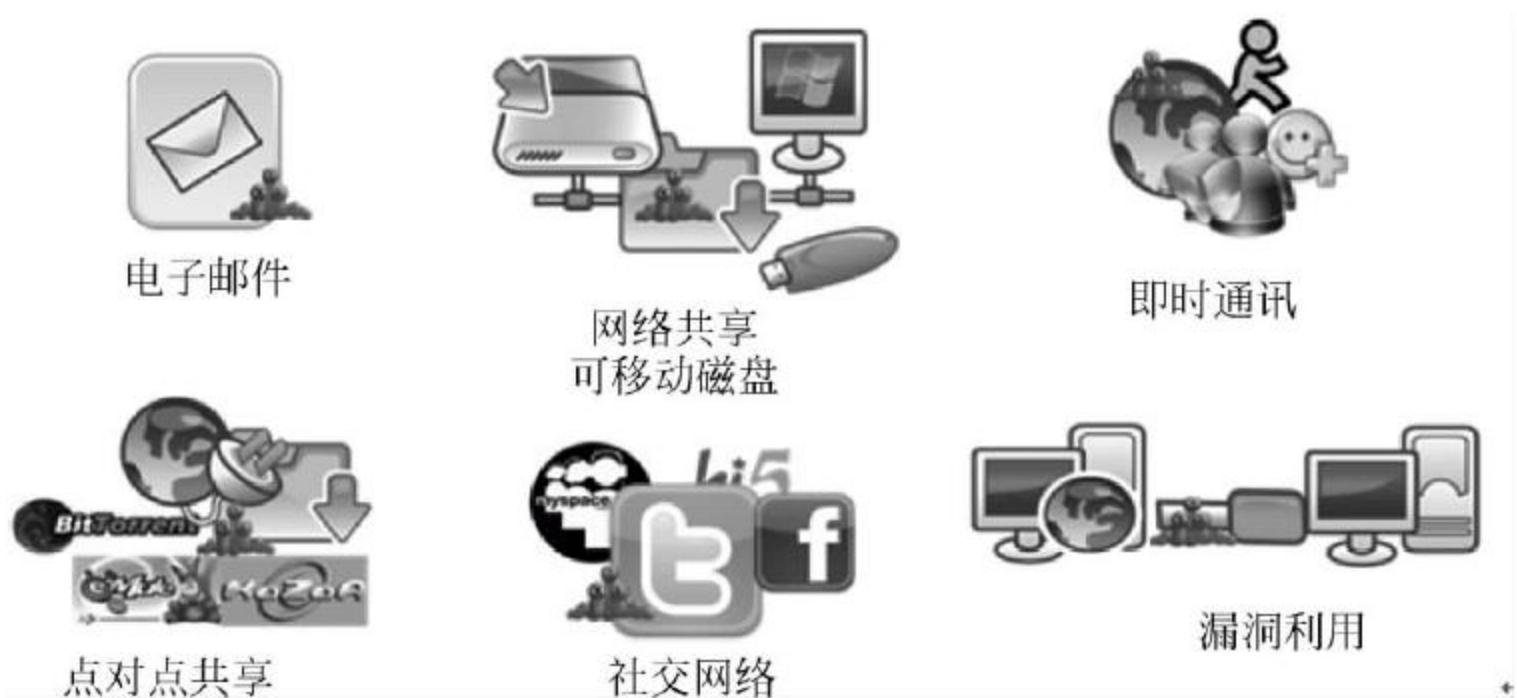 电子邮件
网络共享
可移动磁盘
即时通讯
BitTorrent
KaZaA
点对点共享
myspace
hi5
t
f
社交网络
漏洞利用